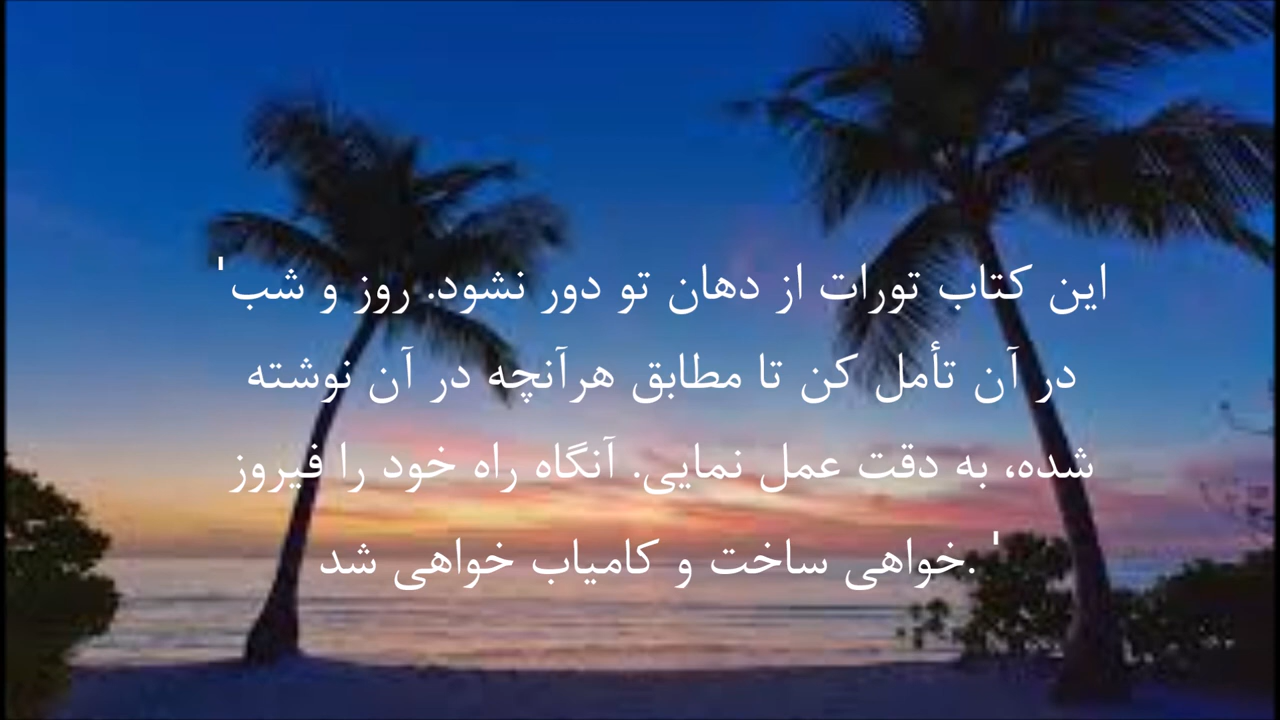 این کتاب تورات از دهان تو دور نشود. روز و شب'
در آن تأمل کن تا مطابق هرآنچه در آن نوشته
شده، به دقت عمل نمایی. آنگاه راه خود را فیروز
' .خواهی ساخت و کامیاب خواهی شد